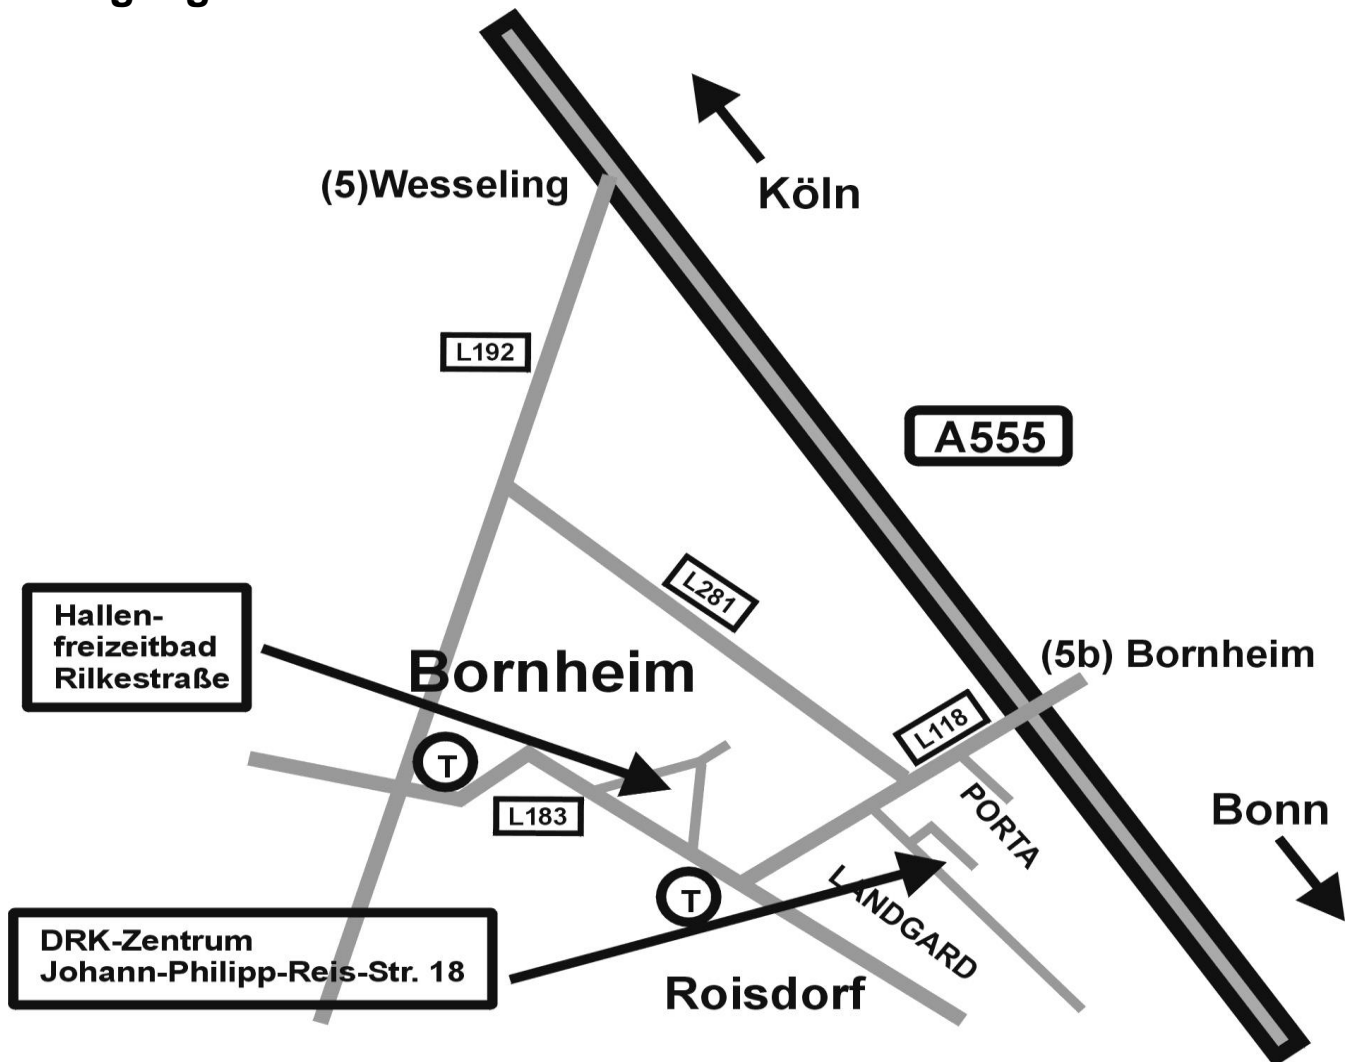 (5)Wesseling
Köln
L192
A555
L281
Hallen-
freizeitbad
Rilkestraße
Bornheim
(5b) Bornheim
L118
T
L183
PORTA
Bonn
T
LANDGARD
DRK-Zentrum
Johann-Philipp-Reis-Str. 18
Roisdorf